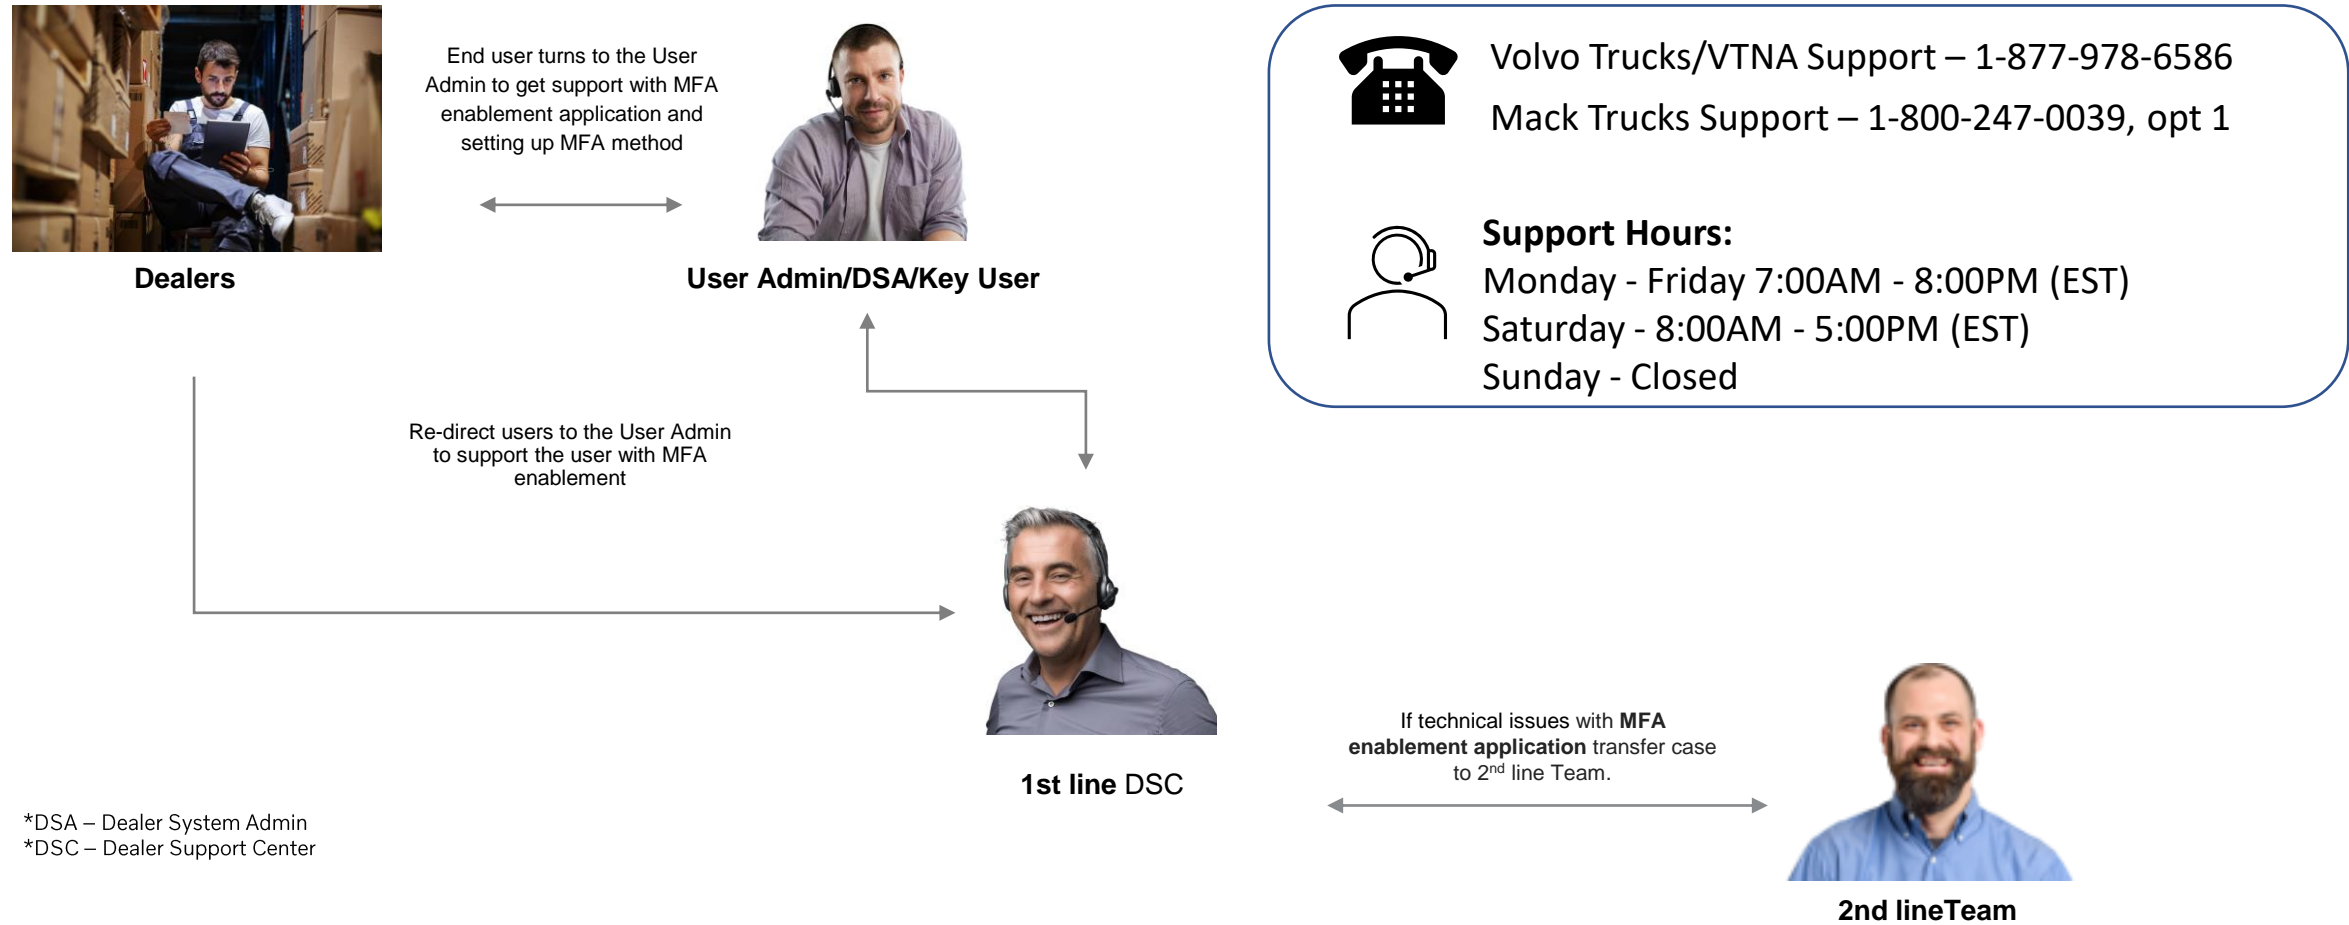 End user turns to the User
Admin to get support with MFA
enablement application and
setting up MFA method
Dealers
User Admin/DSA/Key User
Volvo Trucks/VTNA Support – 1-877-978-6586
Mack Trucks Support – 1-800-247-0039, opt 1
Support Hours:
Monday - Friday 7:00AM - 8:00PM (EST)
Saturday - 8:00AM - 5:00PM (EST)
Sunday - Closed
Re-direct users to the User Admin
to support the user with MFA
enablement
1st line DSC
If technical issues with MFA
enablement application transfer case
to 2nd line Team.
2nd lineTeam
*DSA – Dealer System Admin
*DSC – Dealer Support Center